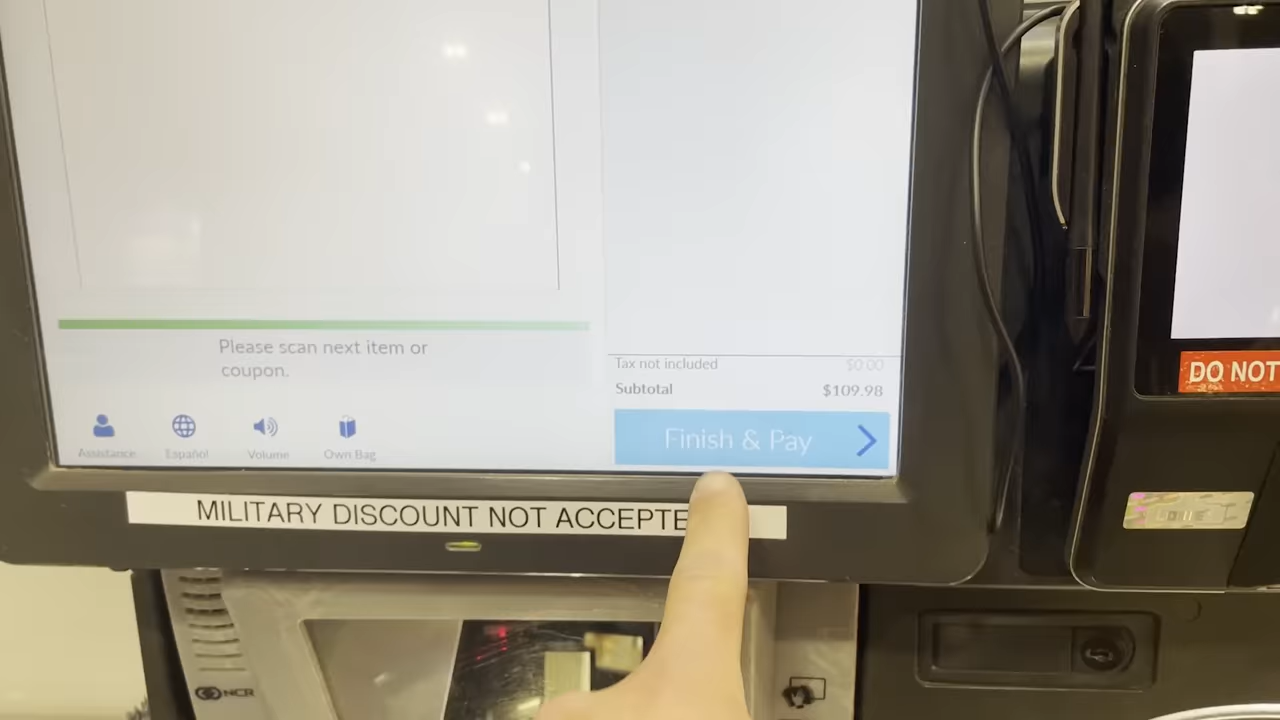 Please scan next item or
coupon.
Tax not included $0.00
Subtotal $109.98
Finish & Pay
Assistance Español Volume Own Bag
MILITARY DISCOUNT NOT ACCEPTE
DO NOT
NCR